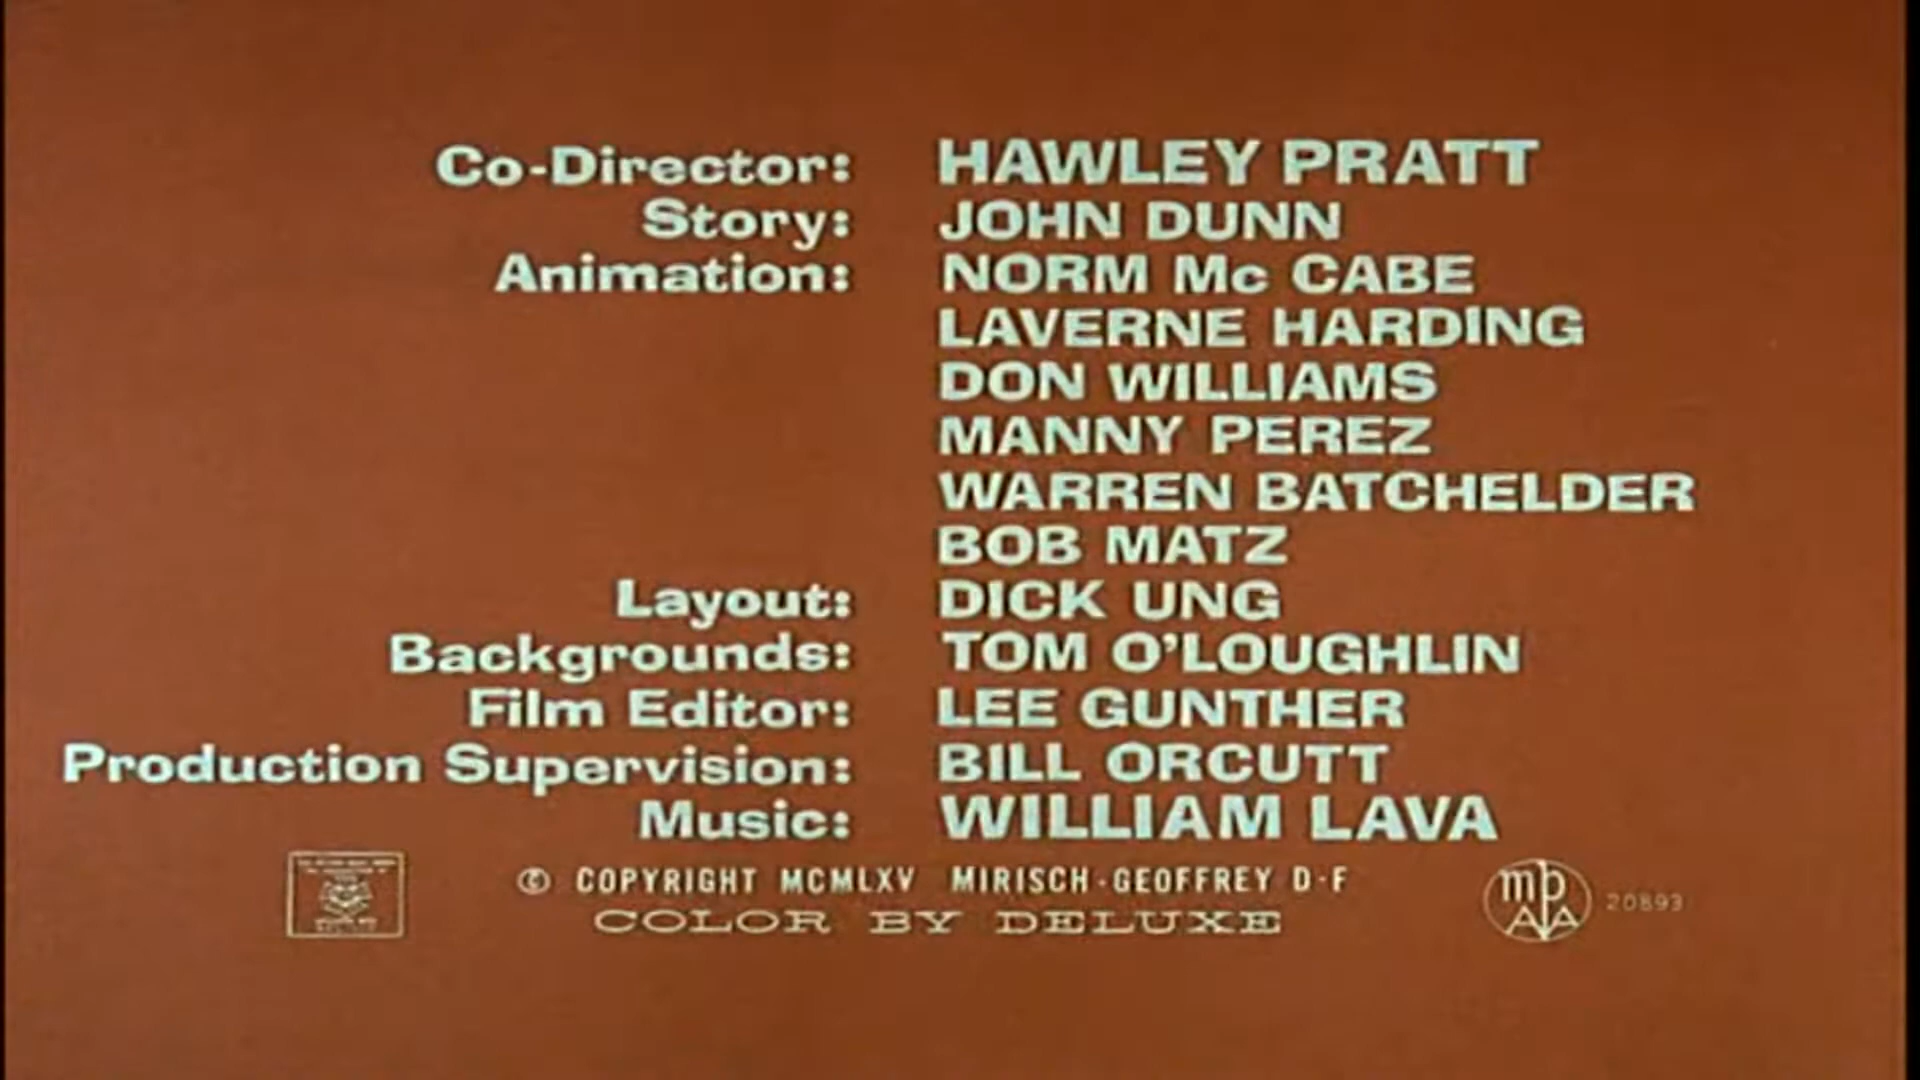 Co-Director: HAWLEY PRATT
Story: JOHN DUNN
Animation: NORM Mc CABE
LAVERNE HARDING
DON WILLIAMS
MANNY PEREZ
WARREN BATCHELDER
BOB MATZ
Layout: DICK UNG
Backgrounds: TOM O'LOUGHLIN
Film Editor: LEE GUNTHER
Production Supervision: BILL ORCUTT
Music: WILLIAM LAVA
© COPYRIGHT MCMLXV MIRISCH-GEOFFREY D-F
COLOR BY DELUXE
mpAA 20893